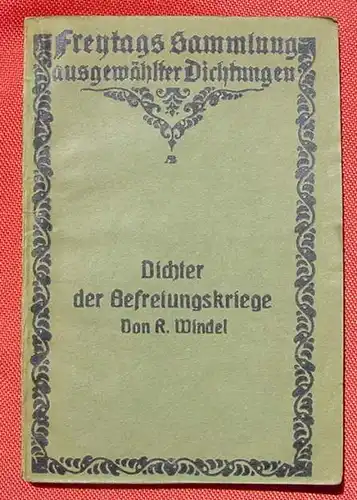 Freytags Sammlung
ausgewählter Dichtungen
Dichter
der Befreiungskriege
Von R. Windel